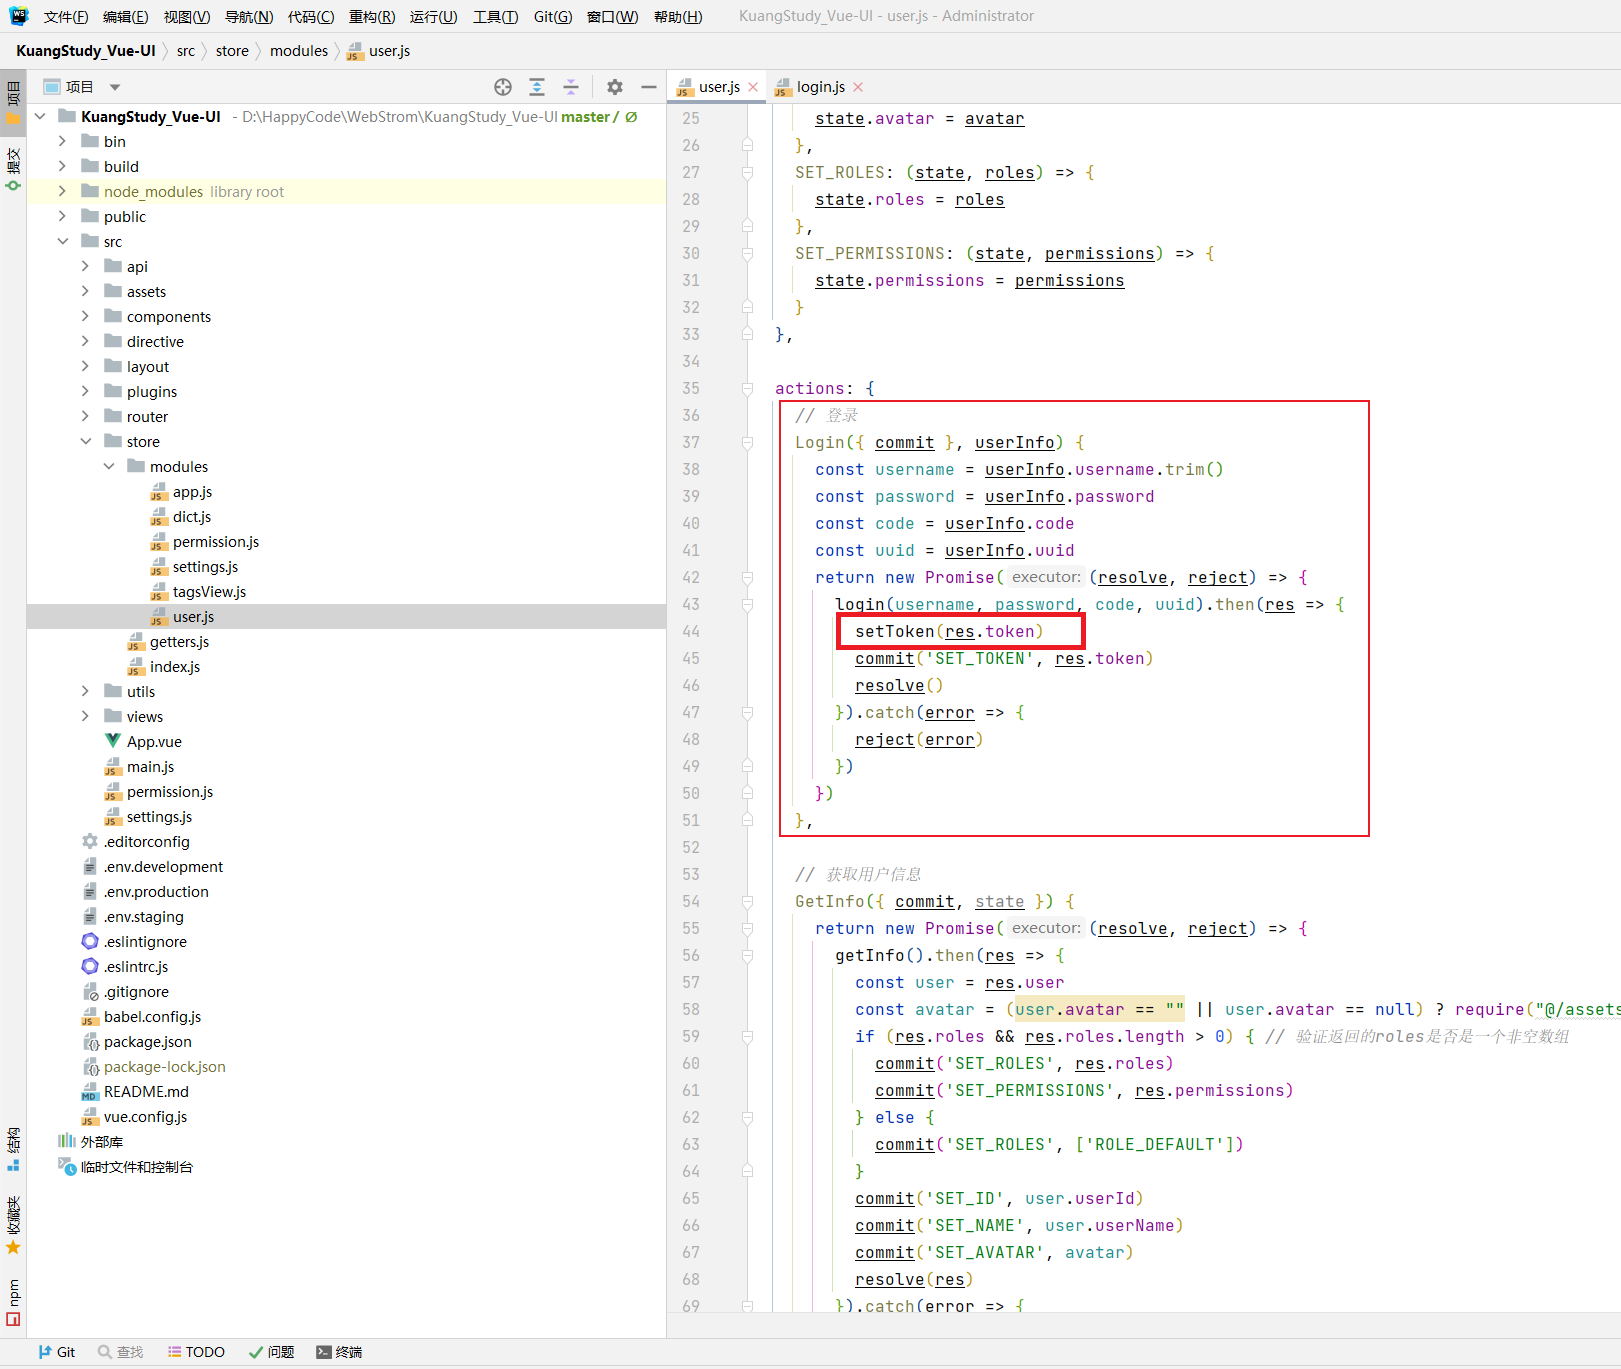 文件(F) 编辑(E) 视图(V) 导航(N) 代码(C) 重构(R) 运行(U) 工具(T) Git(G) 窗口(W) 帮助(H) KuangStudy_Vue-UI - user.js - Administrator
KuangStudy_Vue-UI src store modules user.js
项目
提交
结构
收藏夹
npm
项目
KuangStudy_Vue-UI - D:\HappyCode\WebStrom\KuangStudy_Vue-UI master / Ø
bin
build
node_modules library root
public
src
api
assets
components
directive
layout
plugins
router
store
modules
app.js
dict.js
permission.js
settings.js
tagsView.js
user.js
getters.js
index.js
utils
views
App.vue
main.js
permission.js
settings.js
.editorconfig
.env.development
.env.production
.env.staging
.eslintignore
.eslintrc.js
.gitignore
babel.config.js
package.json
package-lock.json
README.md
vue.config.js
外部库
临时文件和控制台
user.js login.js
25 state.avatar = avatar
26 },
27 SET_ROLES: (state, roles) => {
28 state.roles = roles
29 },
30 SET_PERMISSIONS: (state, permissions) => {
31 state.permissions = permissions
32 }
33 },
34
35 actions: {
36 // 登录
37 Login({ commit }, userInfo) {
38 const username = userInfo.username.trim()
39 const password = userInfo.password
40 const code = userInfo.code
41 const uuid = userInfo.uuid
42 return new Promise( executor: (resolve, reject) => {
43 login(username, password, code, uuid).then(res => {
44 setToken(res.token)
45 commit('SET_TOKEN', res.token)
46 resolve()
47 }).catch(error => {
48 reject(error)
49 })
50 })
51 },
52
53 // 获取用户信息
54 GetInfo({ commit, state }) {
55 return new Promise( executor: (resolve, reject) => {
56 getInfo().then(res => {
57 const user = res.user
58 const avatar = (user.avatar == "" || user.avatar == null) ? require("@/assets
59 if (res.roles && res.roles.length > 0) { // 验证返回的roles是否是一个非空数组
60 commit('SET_ROLES', res.roles)
61 commit('SET_PERMISSIONS', res.permissions)
62 } else {
63 commit('SET_ROLES', ['ROLE_DEFAULT'])
64 }
65 commit('SET_ID', user.userId)
66 commit('SET_NAME', user.userName)
67 commit('SET_AVATAR', avatar)
68 resolve(res)
69 }).catch(error => {
Git 查找 TODO 问题 终端